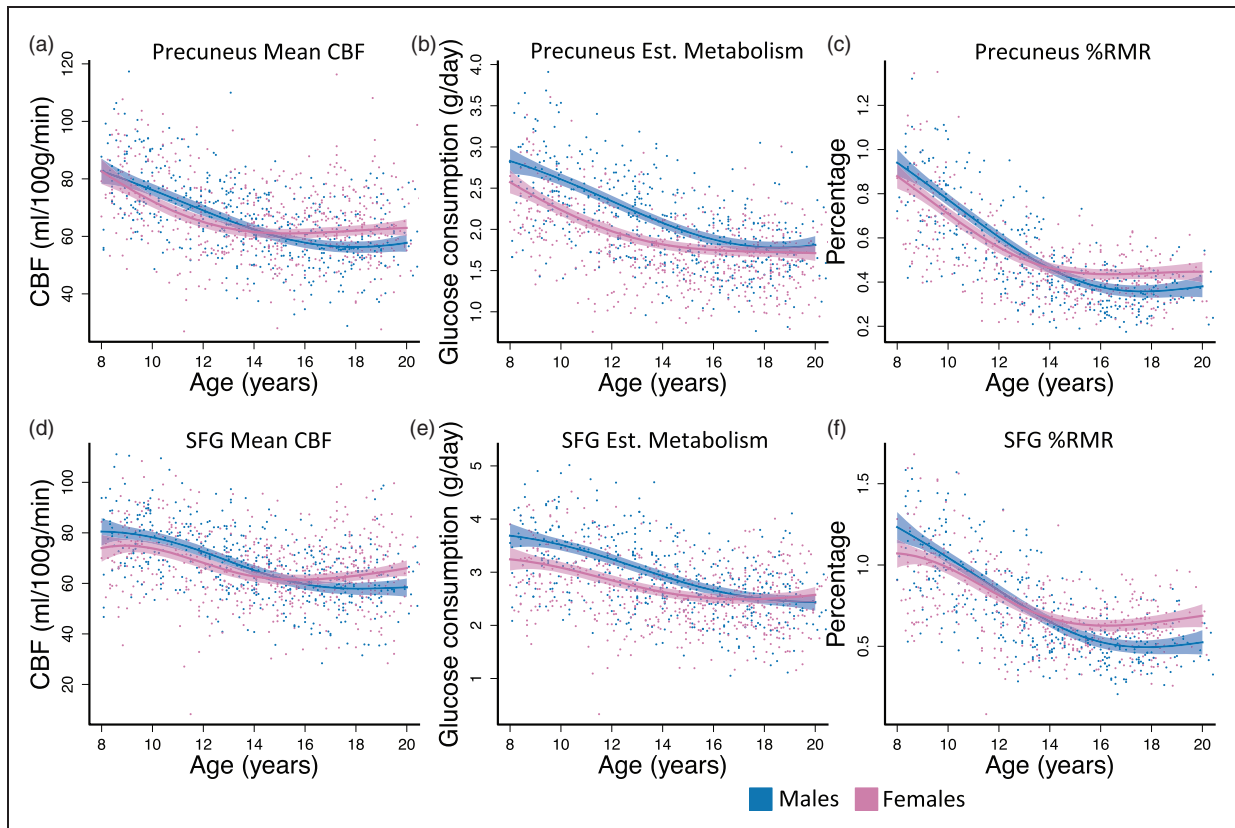 (a) Precuneus Mean CBF
CBF (ml/100g/min)
120
100
80
60
40
8 10 12 14 16 18 20
Age (years)
(b) Precuneus Est. Metabolism
Glucose consumption (g/day)
4.0
3.5
3.0
2.5
2.0
1.5
1.0
8 10 12 14 16 18 20
Age (years)
(c) Precuneus %RMR
Percentage
1.2
1.0
0.8
0.6
0.4
0.2
8 10 12 14 16 18 20
Age (years)
(d) SFG Mean CBF
CBF (ml/100g/min)
100
80
60
40
20
8 10 12 14 16 18 20
Age (years)
(e) SFG Est. Metabolism
Glucose consumption (g/day)
5
4
3
2
1
8 10 12 14 16 18 20
Age (years)
(f) SFG %RMR
Percentage
1.5
1.0
0.5
8 10 12 14 16 18 20
Age (years)
Males Females